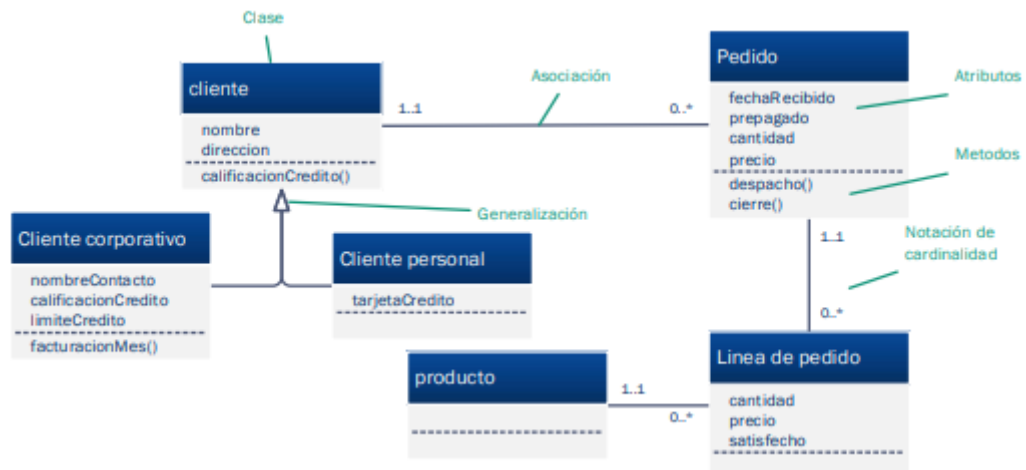 Clase
cliente
nombre
direccion
calificacionCredito()
1..1
Asociación
0..*
Pedido
fechaRecibido
prepagado
cantidad
precio
despacho()
cierre()
Atributos
Metodos
Generalización
Cliente corporativo
nombreContacto
calificacionCredito
limiteCredito
facturacionMes()
Cliente personal
tarjetaCredito
1..1
Notación de
cardinalidad
0..*
producto
1..1
0..*
Linea de pedido
cantidad
precio
satisfecho